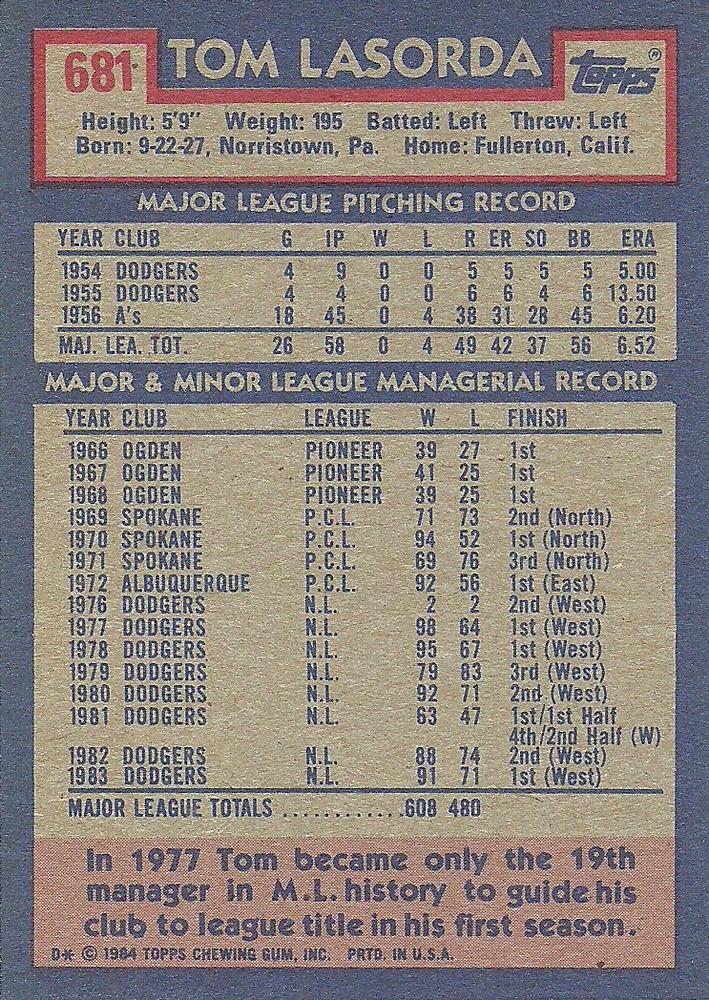 681 TOM LASORDA topps®
Height: 5'9" Weight: 195 Batted: Left Threw: Left
Born: 9-22-27, Norristown, Pa. Home: Fullerton, Calif.
MAJOR LEAGUE PITCHING RECORD
YEAR CLUB G IP W L R ER SO BB ERA
1954 DODGERS 4 9 0 0 5 5 5 5 5.00
1955 DODGERS 4 4 0 0 6 6 4 6 13.50
1956 A's 18 45 0 4 38 31 28 45 6.20
MAJ. LEA. TOT. 26 58 0 4 49 42 37 56 6.52
MAJOR & MINOR LEAGUE MANAGERIAL RECORD
YEAR CLUB LEAGUE W L FINISH
1966 OGDEN PIONEER 39 27 1st
1967 OGDEN PIONEER 41 25 1st
1968 OGDEN PIONEER 39 25 1st
1969 SPOKANE P.C.L. 71 73 2nd (North)
1970 SPOKANE P.C.L. 94 52 1st (North)
1971 SPOKANE P.C.L. 69 76 3rd (North)
1972 ALBUQUERQUE P.C.L. 92 56 1st (East)
1976 DODGERS N.L. 2 2 2nd (West)
1977 DODGERS N.L. 98 64 1st (West)
1978 DODGERS N.L. 95 67 1st (West)
1979 DODGERS N.L. 79 83 3rd (West)
1980 DODGERS N.L. 92 71 2nd (West)
1981 DODGERS N.L. 63 47 1st/1st Half
4th/2nd Half (W)
1982 DODGERS N.L. 88 74 2nd (West)
1983 DODGERS N.L. 91 71 1st (West)
MAJOR LEAGUE TOTALS ............608 480
In 1977 Tom became only the 19th
manager in M.L. history to guide his
club to league title in his first season.
D* © 1984 TOPPS CHEWING GUM, INC. PRTD. IN U.S.A.